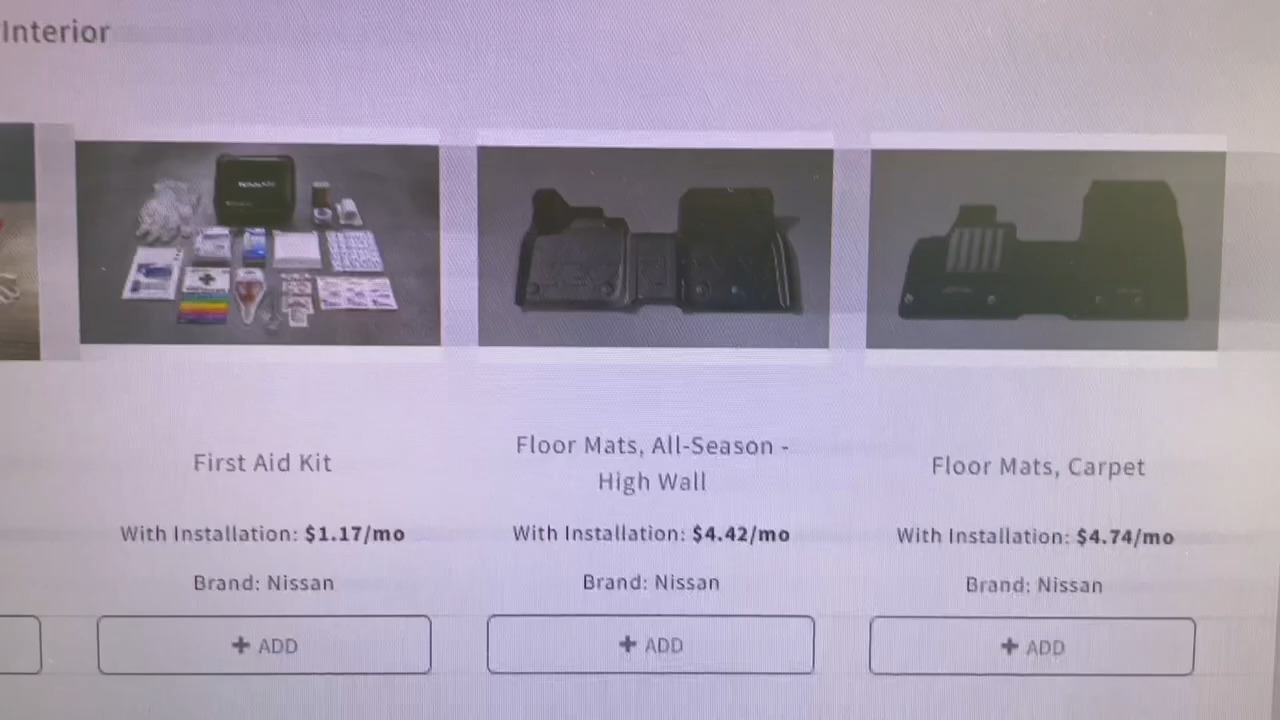 Interior
First Aid Kit
With Installation: $1.17/mo
Brand: Nissan
+ ADD
Floor Mats, All-Season -
High Wall
With Installation: $4.42/mo
Brand: Nissan
+ ADD
Floor Mats, Carpet
With Installation: $4.74/mo
Brand: Nissan
+ ADD